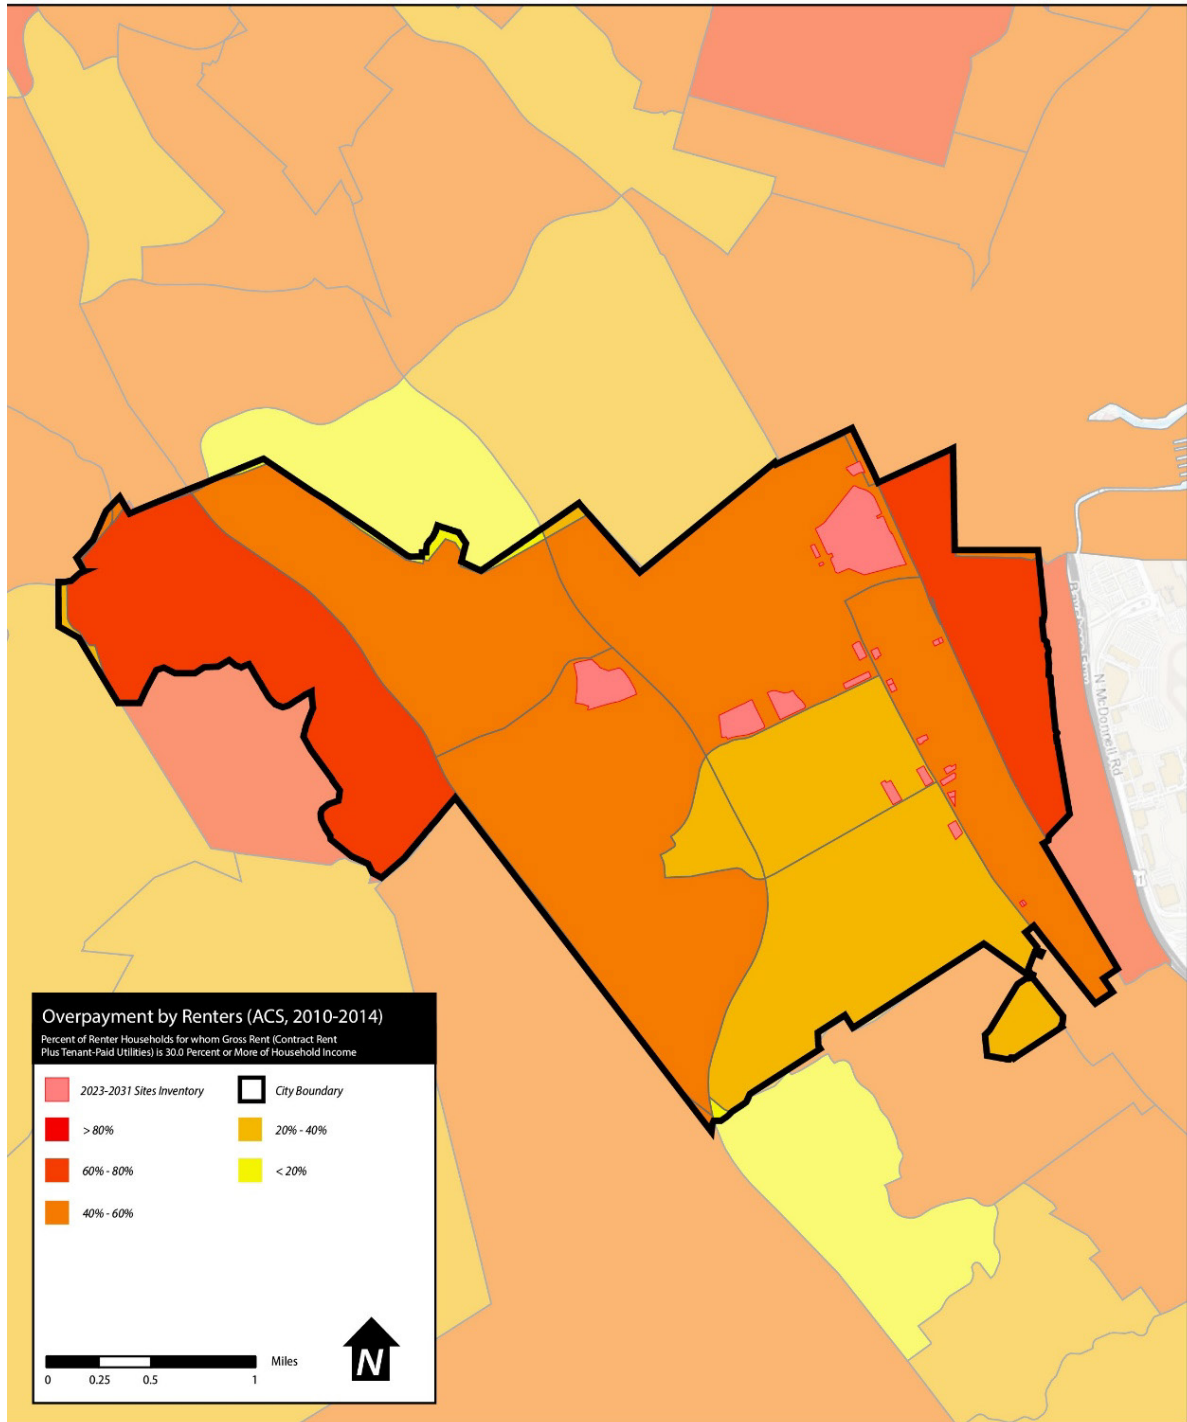 N McDonnell Rd
1
Overpayment by Renters (ACS, 2010-2014)
Percent of Renter Households for whom Gross Rent (Contract Rent
Plus Tenant-Paid Utilities) is 30.0 Percent or More of Household Income
2023-2031 Sites Inventory
City Boundary
> 80%
20% - 40%
60% - 80%
< 20%
40% - 60%
Miles
0 0.25 0.5 1
N